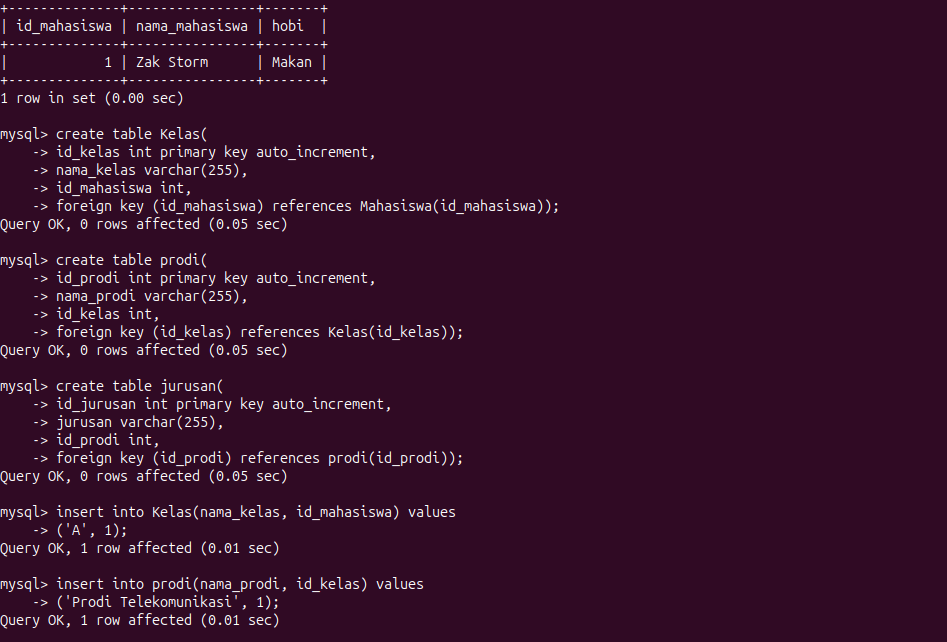 +--------------+----------------+-------+
| id_mahasiswa | nama_mahasiswa | hobi  |
+--------------+----------------+-------+
|            1 | Zak Storm      | Makan |
+--------------+----------------+-------+
1 row in set (0.00 sec)

mysql> create table Kelas(
    -> id_kelas int primary key auto_increment,
    -> nama_kelas varchar(255),
    -> id_mahasiswa int,
    -> foreign key (id_mahasiswa) references Mahasiswa(id_mahasiswa));
Query OK, 0 rows affected (0.05 sec)

mysql> create table prodi(
    -> id_prodi int primary key auto_increment,
    -> nama_prodi varchar(255),
    -> id_kelas int,
    -> foreign key (id_kelas) references Kelas(id_kelas));
Query OK, 0 rows affected (0.05 sec)

mysql> create table jurusan(
    -> id_jurusan int primary key auto_increment,
    -> jurusan varchar(255),
    -> id_prodi int,
    -> foreign key (id_prodi) references prodi(id_prodi));
Query OK, 0 rows affected (0.05 sec)

mysql> insert into Kelas(nama_kelas, id_mahasiswa) values
    -> ('A', 1);
Query OK, 1 row affected (0.01 sec)

mysql> insert into prodi(nama_prodi, id_kelas) values
    -> ('Prodi Telekomunikasi', 1);
Query OK, 1 row affected (0.01 sec)